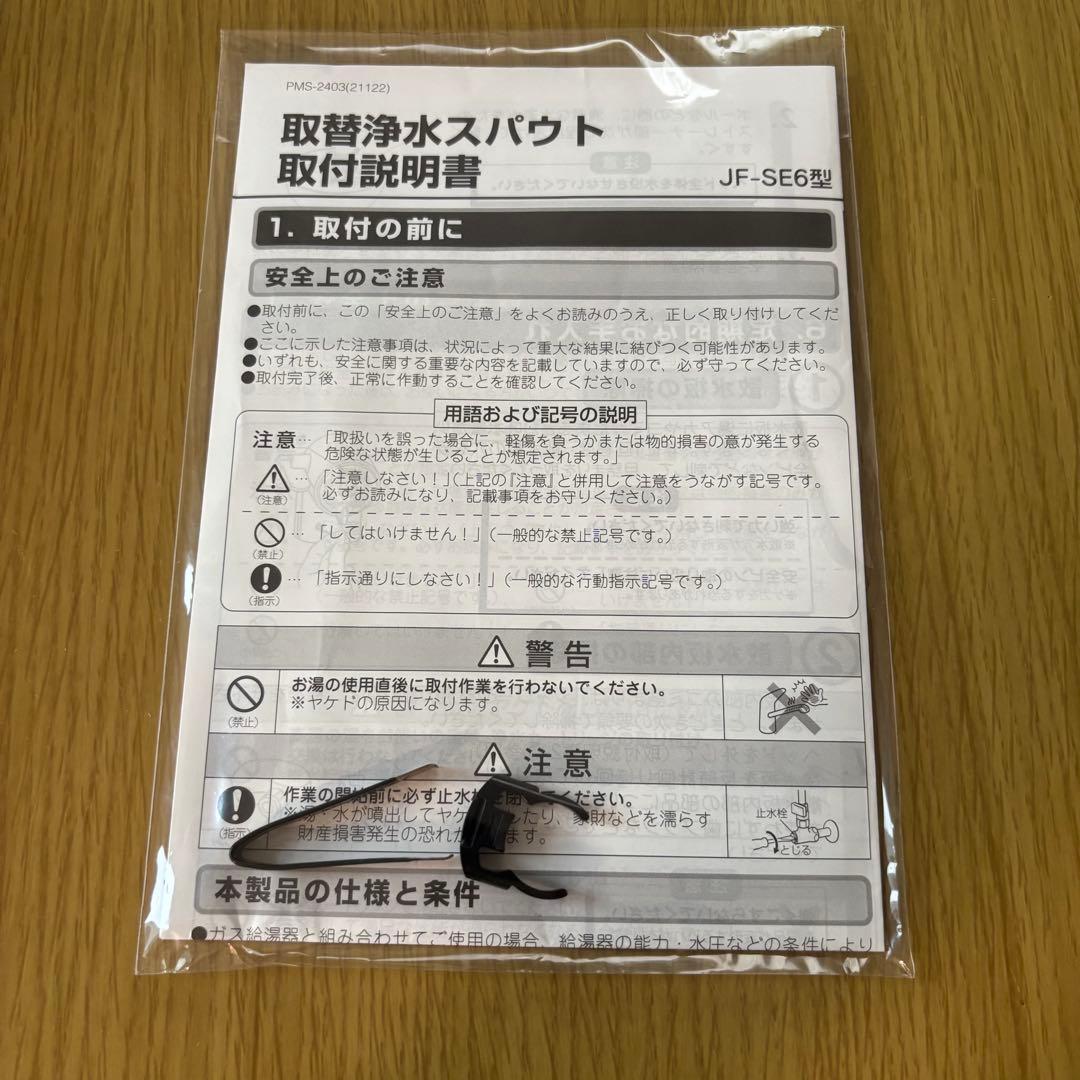 PMS-2403(21122)
取替浄水スパウト
取付説明書
JF-SE6型
1. 取付の前に
安全上のご注意
●取付前に、この「安全上のご注意」をよくお読みのうえ、正しく取り付けしてくだ
さい。
●ここに示した注意事項は、状況によって重大な結果に結びつく可能性があります。
●いずれも、安全に関する重要な内容を記載していますので、必ず守ってください。
●取付完了後、正常に作動することを確認してください。
用語および記号の説明
注意…「取扱いを誤った場合に、軽傷を負うかまたは物的損害の意が発生する
危険な状態が生じることが想定されます。」
…「注意しなさい!」(上記の『注意』と併用して注意をうながす記号です。
(注意) 必ずお読みになり、記載事項をお守りください。)
…「してはいけません!」(一般的な禁止記号です。)
(禁止)
…「指示通りにしなさい!」(一般的な行動指示記号です。)
(指示)
警告
お湯の使用直後に取付作業を行わないでください。
※ヤケドの原因になります。
(禁止)
注意
作業の開始前に必ず止水 を閉 ください。
※湯・水が噴出してヤケ したり、家財などを濡らす
(指示) 財産損害発生の恐れが ます。
止水栓
とじる
本製品の仕様と条件
●ガス給湯器と組み合わせてご使用の場合、給湯器の能力・水圧などの条件により